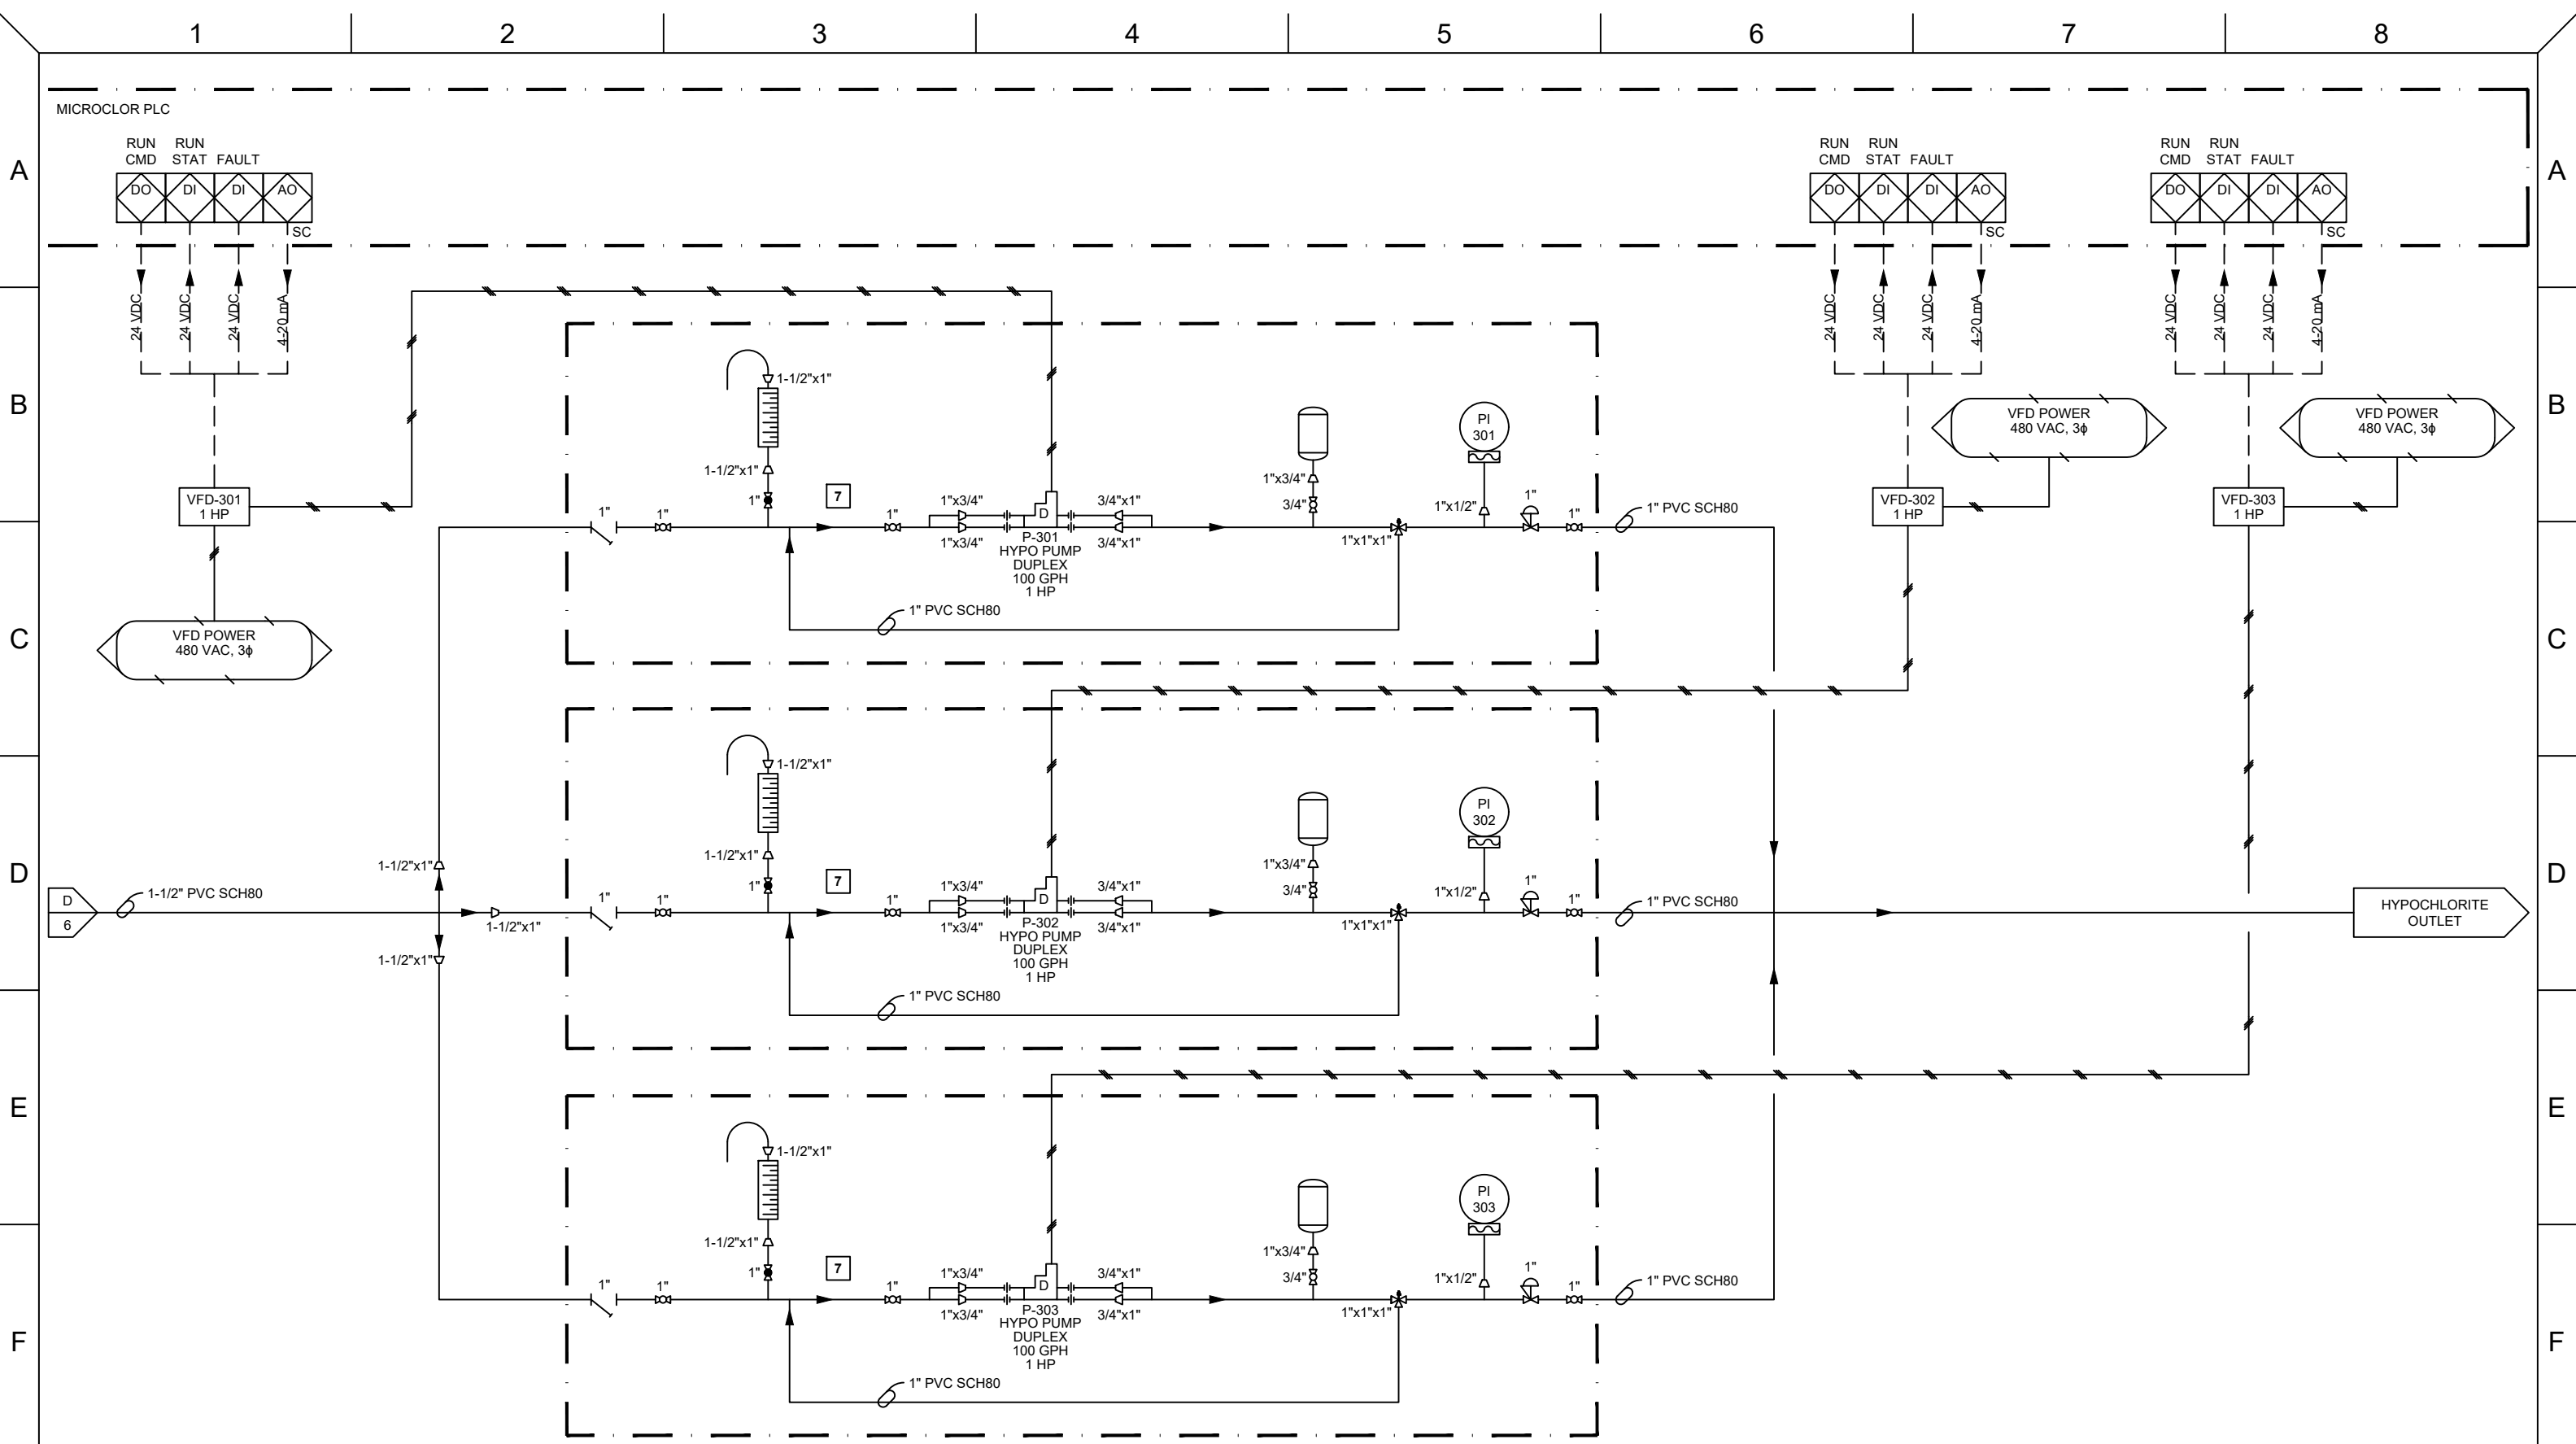 1 2 3 4 5 6 7 8
MICROCLOR PLC
A A
RUN CMD
RUN STAT
FAULT
DO DI DI AO
SC
RUN CMD
RUN STAT
FAULT
DO DI DI AO
SC
RUN CMD
RUN STAT
FAULT
DO DI DI AO
SC
24 VDC
24 VDC
24 VDC
4-20 mA
24 VDC
24 VDC
24 VDC
4-20 mA
24 VDC
24 VDC
24 VDC
4-20 mA
B B
VFD-301
1 HP
VFD POWER
480 VAC, 3ϕ
VFD POWER
480 VAC, 3ϕ
VFD-302
1 HP
VFD POWER
480 VAC, 3ϕ
VFD-303
1 HP
C C
1-1/2"x1"
1-1/2"x1"
1"
7
1"
1"
1"
1"x3/4"
1"x3/4"
D
3/4"x1"
3/4"x1"
P-301
HYPO PUMP
DUPLEX
100 GPH
1 HP
1"x3/4"
3/4"
1"x1x1"
PI
301
1"x1/2"
1"
1"
1" PVC SCH80
1" PVC SCH80
D D
D
6
1-1/2" PVC SCH80
1-1/2"x1"
1-1/2"x1"
1-1/2"x1"
1-1/2"x1"
1-1/2"x1"
1"
7
1"
1"
1"
1"x3/4"
1"x3/4"
D
3/4"x1"
3/4"x1"
P-302
HYPO PUMP
DUPLEX
100 GPH
1 HP
1"x3/4"
3/4"
1"x1"x1"
PI
302
1"x1/2"
1"
1"
1" PVC SCH80
HYPOCHLORITE
OUTLET
1" PVC SCH80
E E
1-1/2"x1"
1-1/2"x1"
1"
7
1"
1"
1"
1"x3/4"
1"x3/4"
D
3/4"x1"
3/4"x1"
P-303
HYPO PUMP
DUPLEX
100 GPH
1 HP
1"x3/4"
3/4"
1"x1"x1"
PI
303
1"x1/2"
1"
1"
1" PVC SCH80
1" PVC SCH80
F F